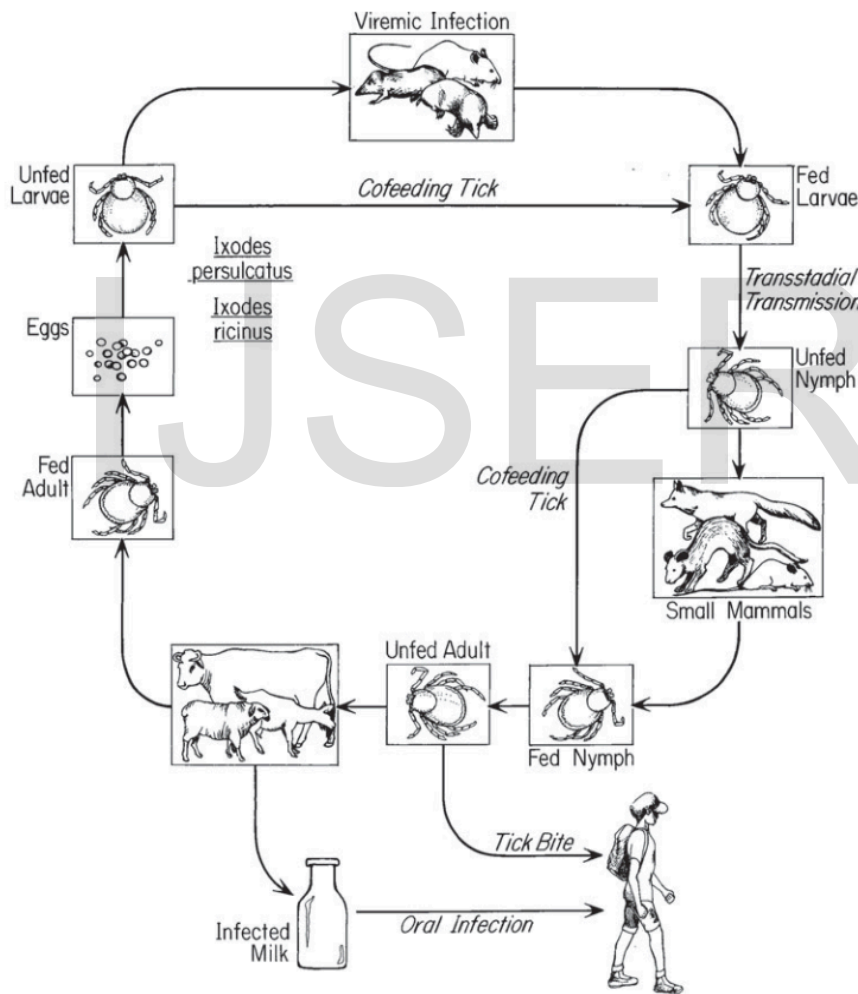 Viremic Infection
Unfed
Larvae
Cofeeding Tick
Fed
Larvae
Ixodes
persulcatus
Ixodes
ricinus
Transstadial
Transmission
Eggs
Unfed
Nymph
IJSER
Fed
Adult
Cofeeding
Tick
Small Mammals
Unfed Adult
Fed Nymph
Tick Bite
Infected
Milk
Oral Infection